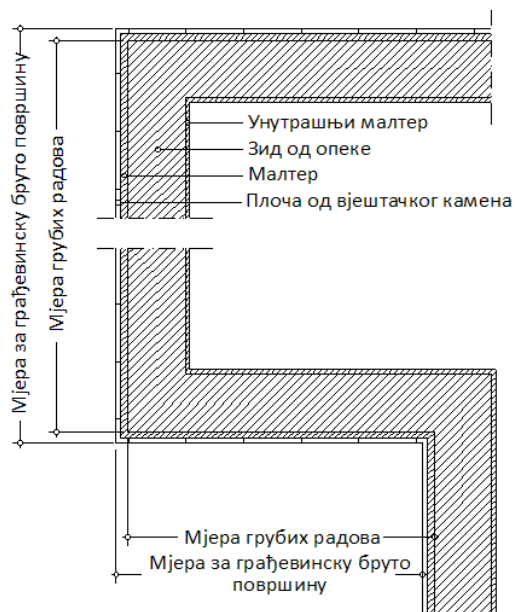 Мјера за грађевинску бруто површину
Мјера грубих радова
Унутрашњи малтер
Зид од опеке
Малтер
Плоча од вјештачког камена
Мјера грубих радова
Мјера за грађевинску бруто
површину